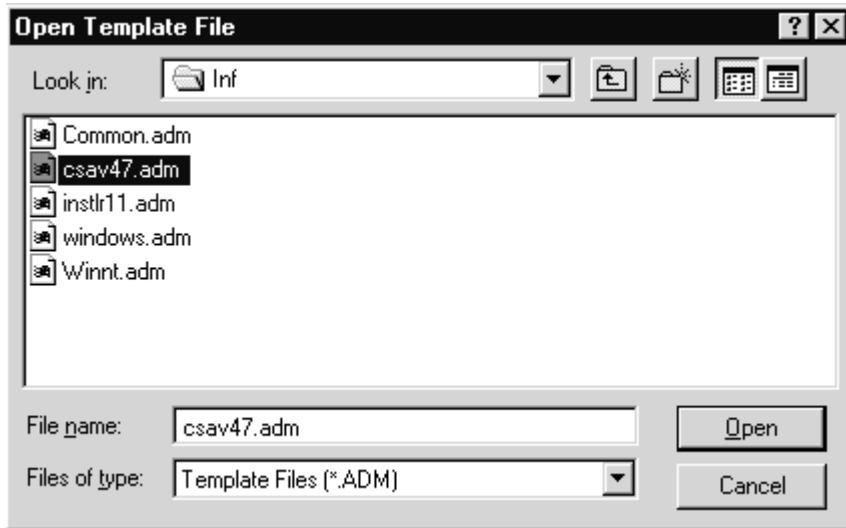 Open Template File
Look in: Inf
Common.adm
csav47.adm
instlr11.adm
windows.adm
Winnt.adm
File name: csav47.adm Open
Files of type: Template Files (*.ADM) Cancel